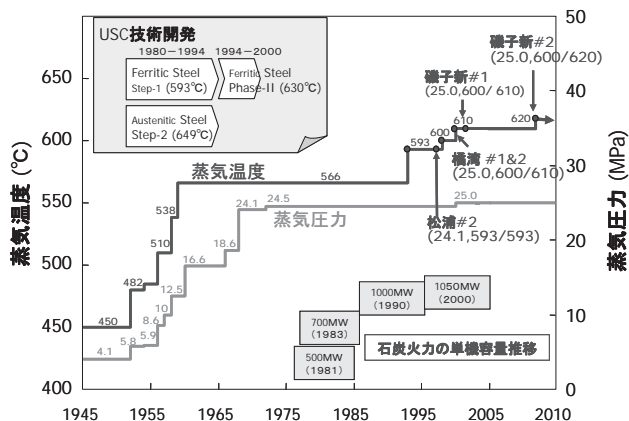 USC技術開発
1980－1994 1994－2000
Ferritic Steel
Step-1 (593℃)
Ferritic Steel
Phase-II (630℃)
Austenitic Steel
Step-2 (649℃)
磯子新#2
(25.0,600/620)
磯子新#1
(25.0,600/ 610)
橘湾 #1&2
(25.0,600/610)
松浦#2
(24.1,593/593)
蒸気温度
蒸気圧力
450
482
510
538
566
593
600
610
620
4.1
5.8
5.9
8.6
10
12.5
16.6
18.6
24.1
24.5
25.0
500MW
(1981)
700MW
(1983)
1000MW
(1990)
1050MW
(2000)
石炭火力の単機容量推移
蒸気温度 (℃)
650
600
550
500
450
400
蒸気圧力 (MPa)
50
40
30
20
10
0
1945 1955 1965 1975 1985 1995 2005 2010